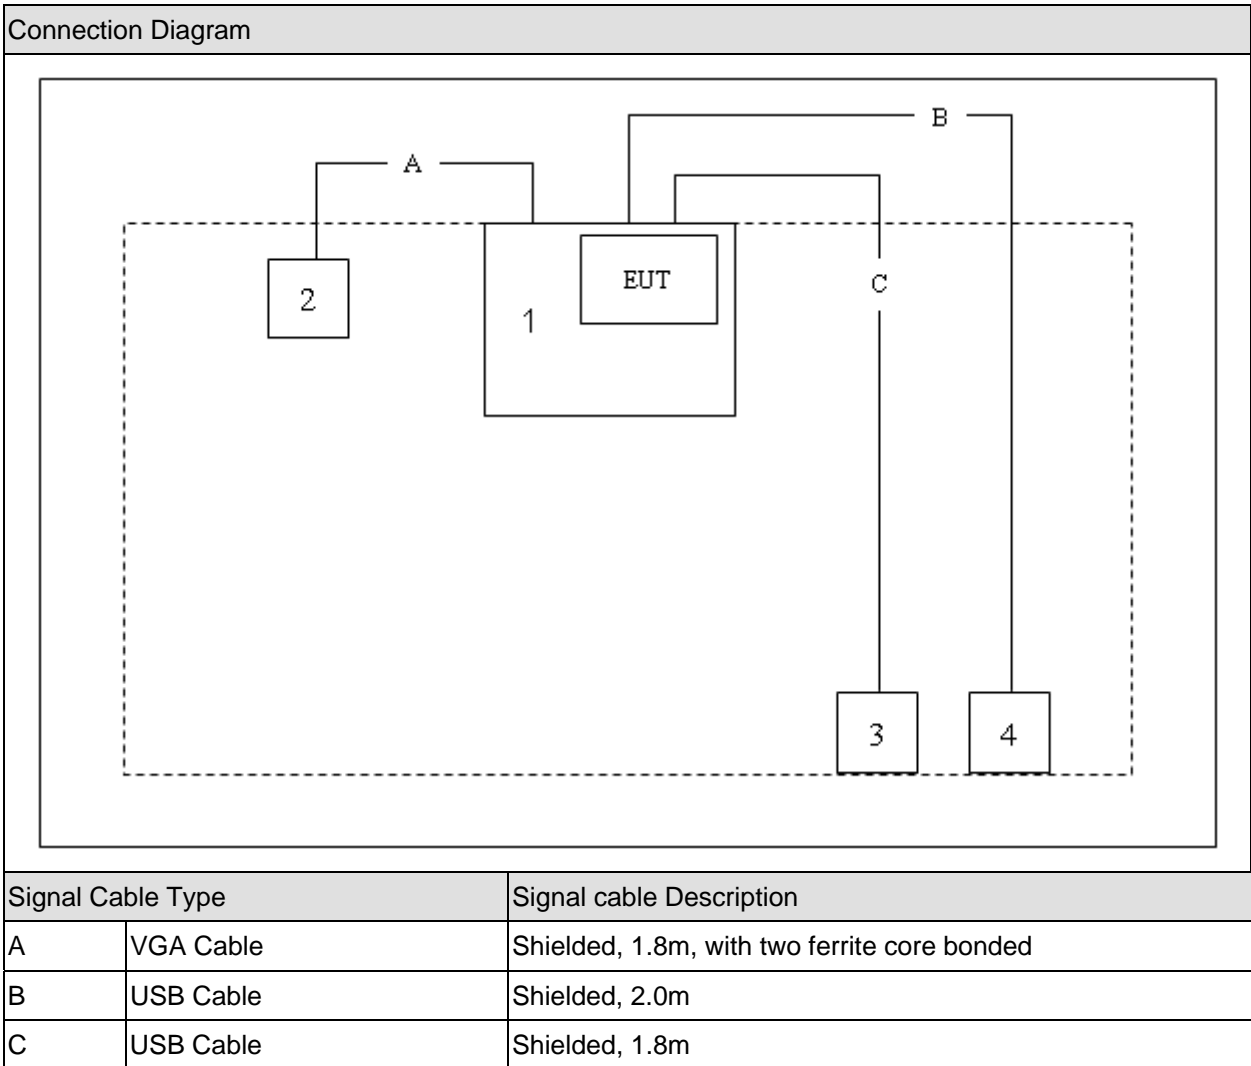 Connection Diagram
B
A
EUT
C
2
1
3
4
Signal Cable Type Signal cable Description
A VGA Cable Shielded, 1.8m, with two ferrite core bonded
B USB Cable Shielded, 2.0m
C USB Cable Shielded, 1.8m